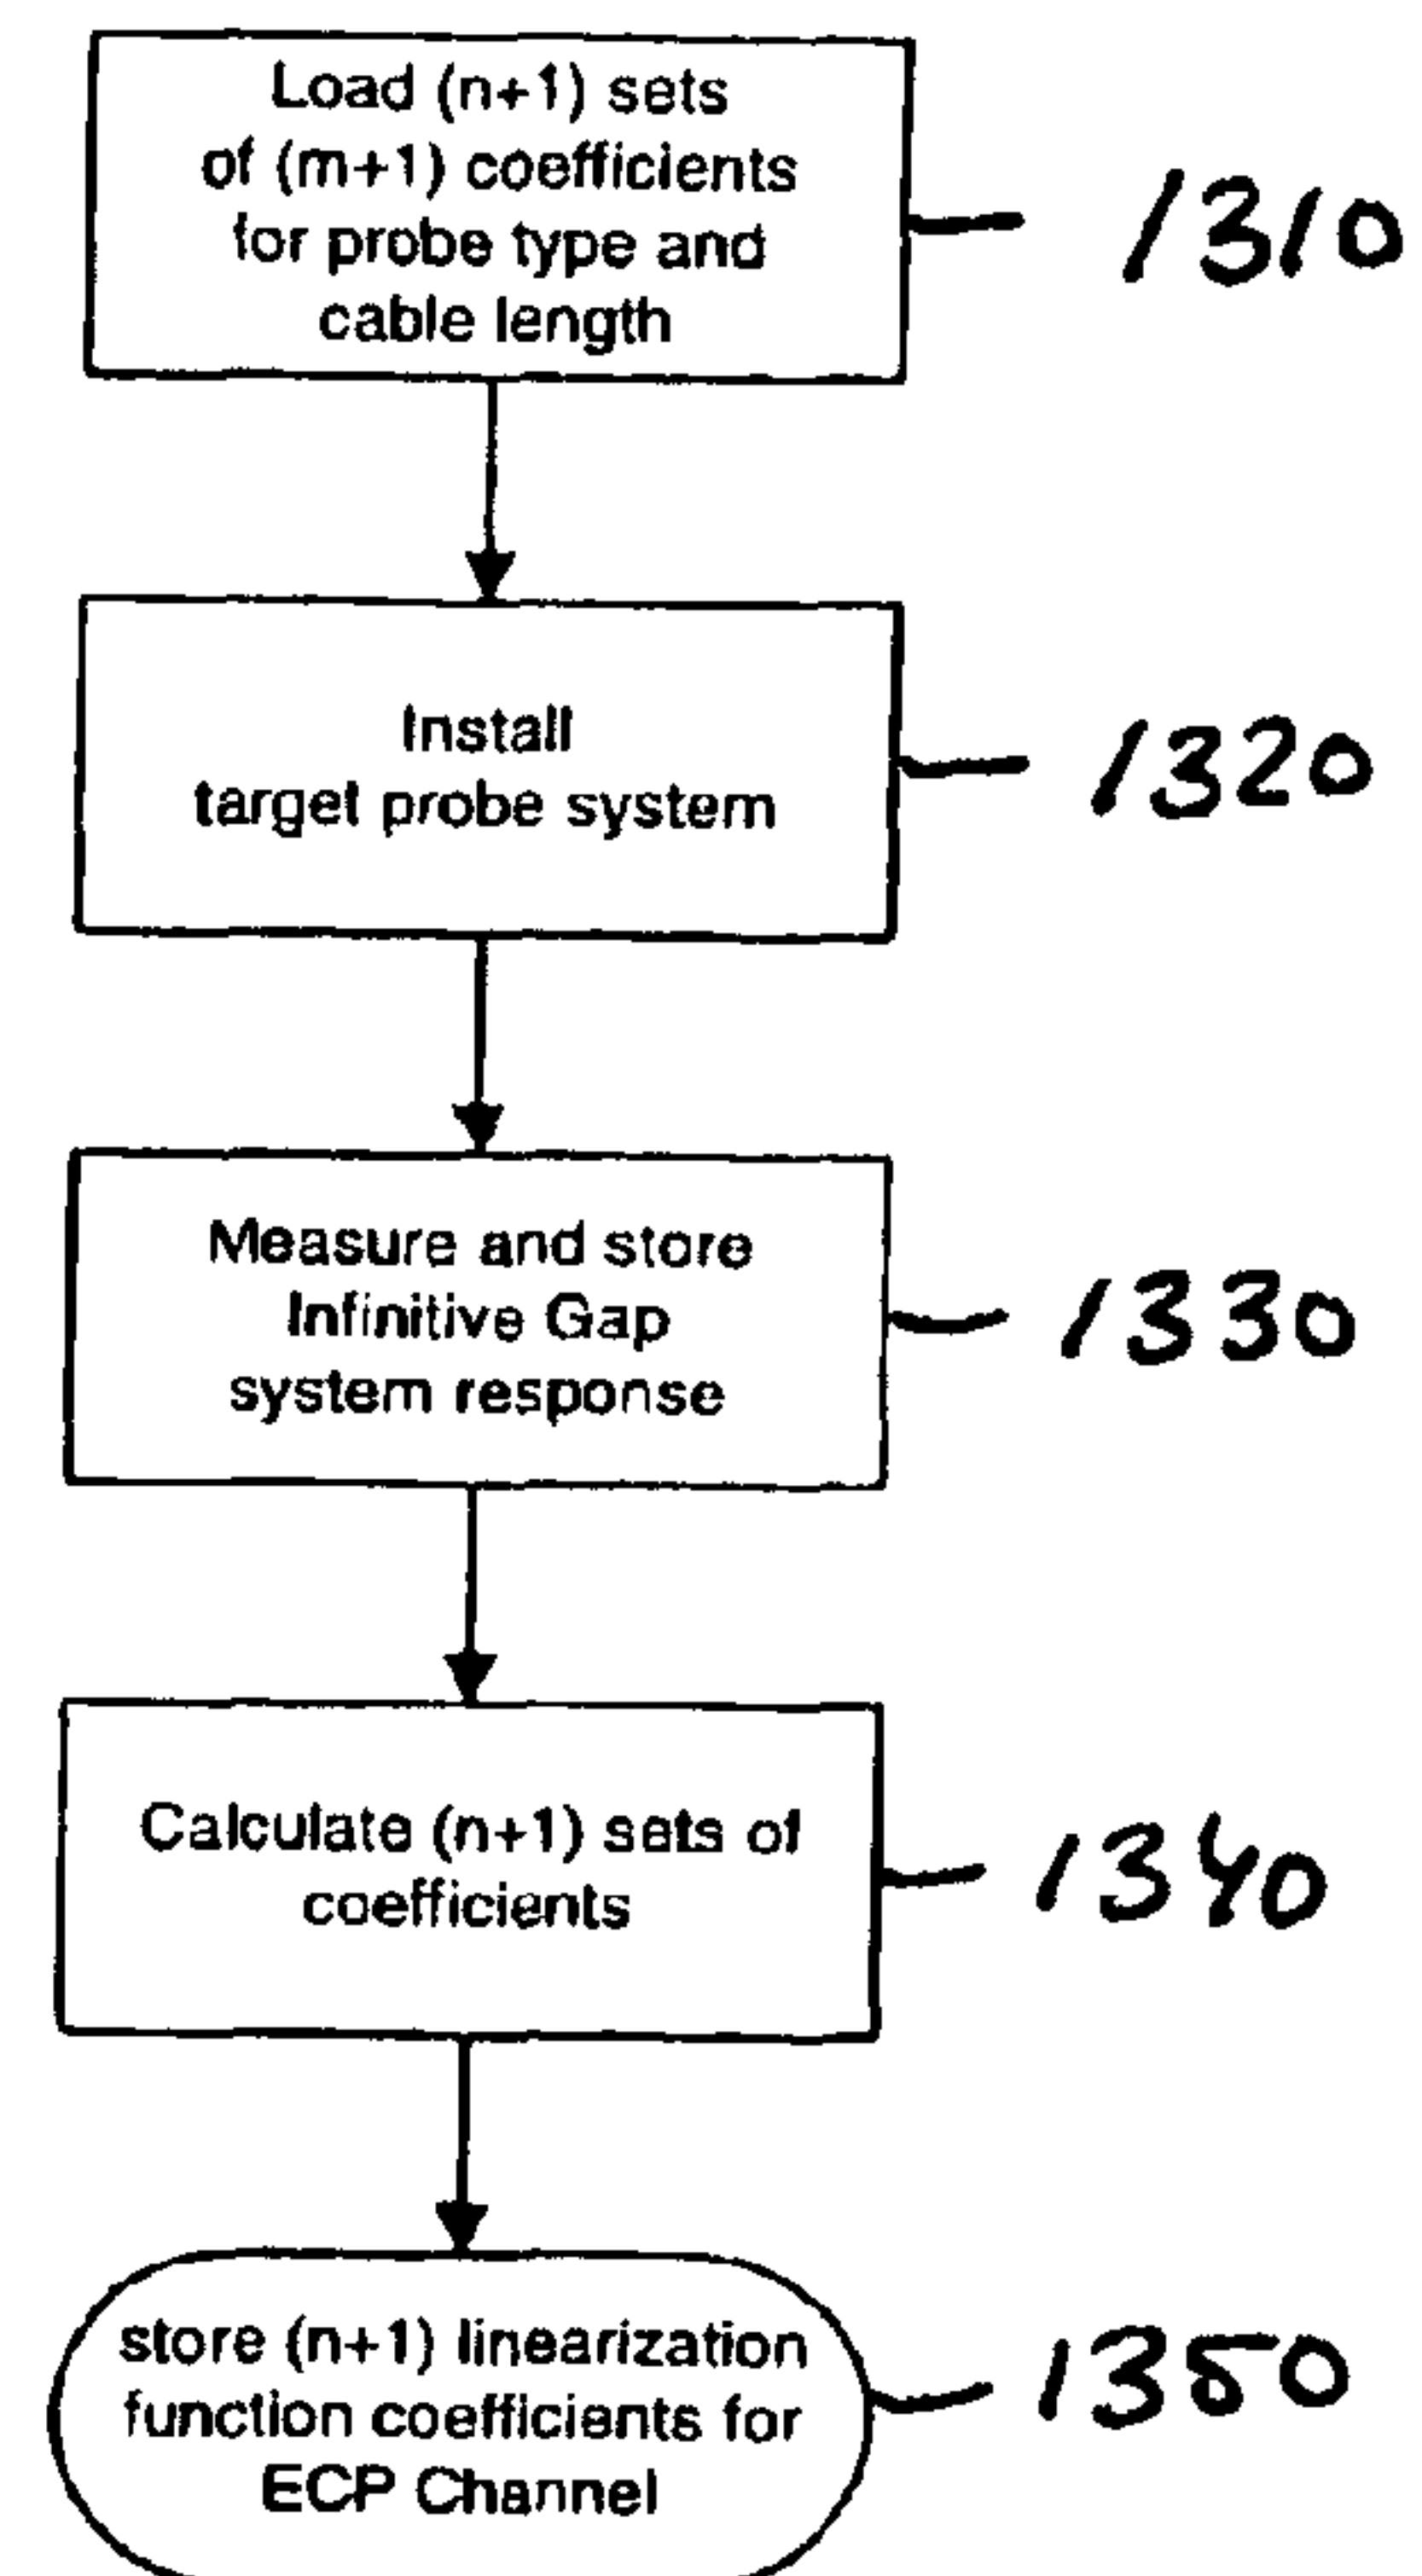 Load (n+1) sets
of (m+1) coefficients
for probe type and
cable length
1310
Install
target probe system
1320
Measure and store
Infinitive Gap
system response
1330
Calculate (n+1) sets of
coefficients
1340
store (n+1) linearization
function coefficients for
ECP Channel
1350